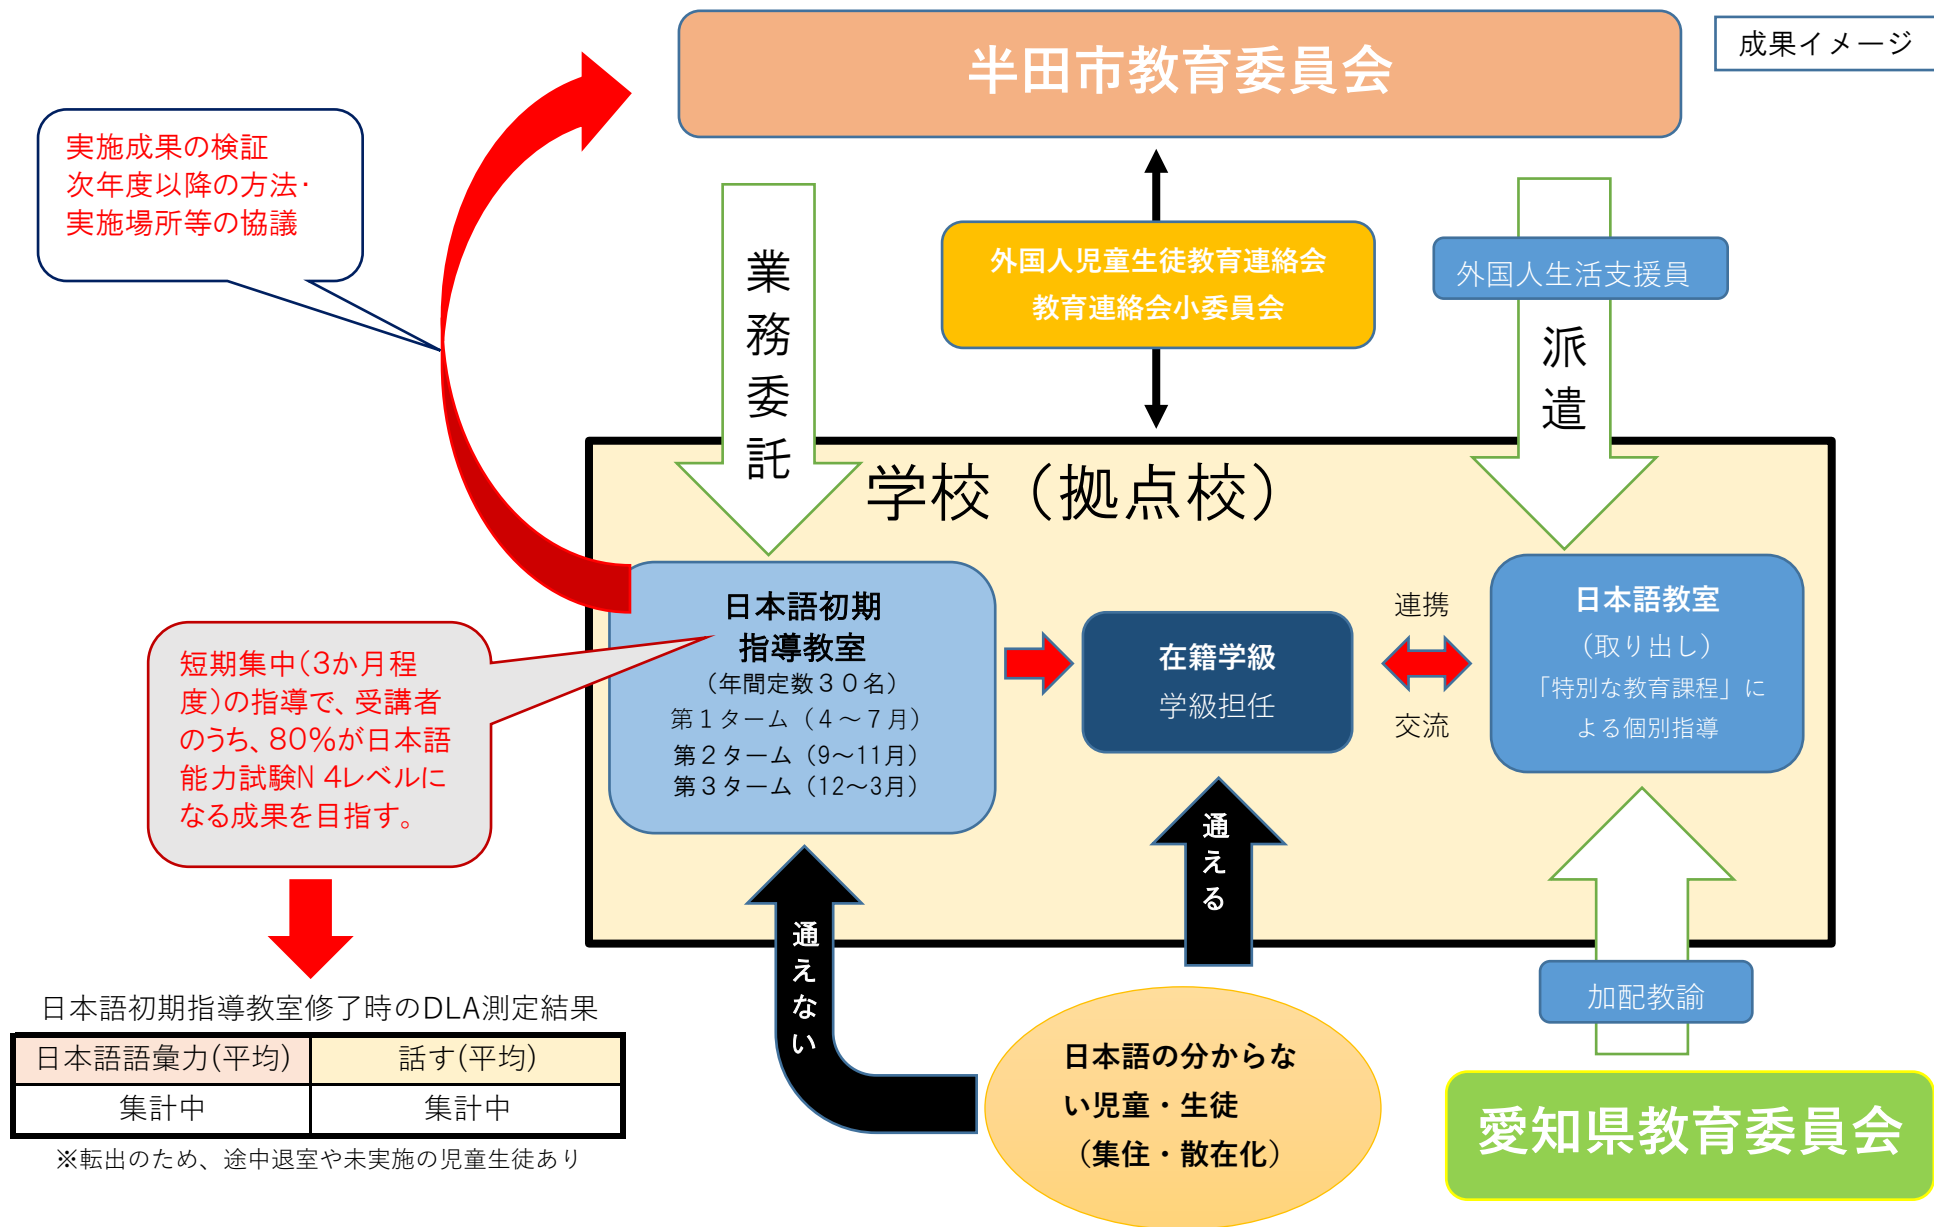 半田市教育委員会
成果イメージ
実施成果の検証
次年度以降の方法・
実施場所等の協議
業務委託
外国人児童生徒教育連絡会
教育連絡会小委員会
外国人生活支援員
派遣
学校（拠点校）
日本語初期
指導教室
（年間定数３０名）
第１ターム（４～７月）
第２ターム（9～11月）
第３ターム（12～3月）
在籍学級
学級担任
連携
交流
日本語教室
（取り出し）
「特別な教育課程」に
よる個別指導
短期集中（3か月程
度）の指導で、受講者
のうち、80%が日本語
能力試験N 4レベルに
なる成果を目指す。
通えない
通える
加配教諭
日本語の分からな
い児童・生徒
（集住・散在化）
愛知県教育委員会
日本語初期指導教室修了時のDLA測定結果
日本語語彙力(平均)
話す(平均)
集計中
集計中
※転出のため、途中退室や未実施の児童生徒あり